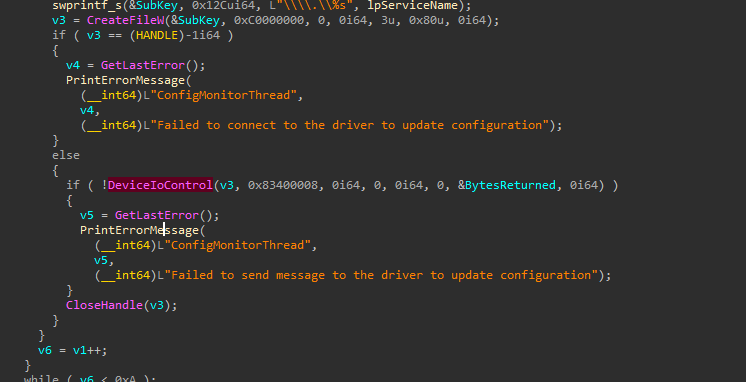 swprintf_s(&SubKey, 0x12Cui64, L"\\\\.\\%s", lpServiceName);
v3 = CreateFileW(&SubKey, 0xC0000000, 0, 0i64, 3u, 0x80u, 0i64);
if ( v3 == (HANDLE)-1i64 )
{
v4 = GetLastError();
PrintErrorMessage(
(__int64)L"ConfigMonitorThread",
v4,
(__int64)L"Failed to connect to the driver to update configuration");
}
else
{
if ( !DeviceIoControl(v3, 0x83400008, 0i64, 0, 0i64, 0, &BytesReturned, 0i64) )
{
v5 = GetLastError();
PrintErrorMessage(
(__int64)L"ConfigMonitorThread",
v5,
(__int64)L"Failed to send message to the driver to update configuration");
}
CloseHandle(v3);
}
}
v6 = v1++;
}
while ( v6 < 0xA );